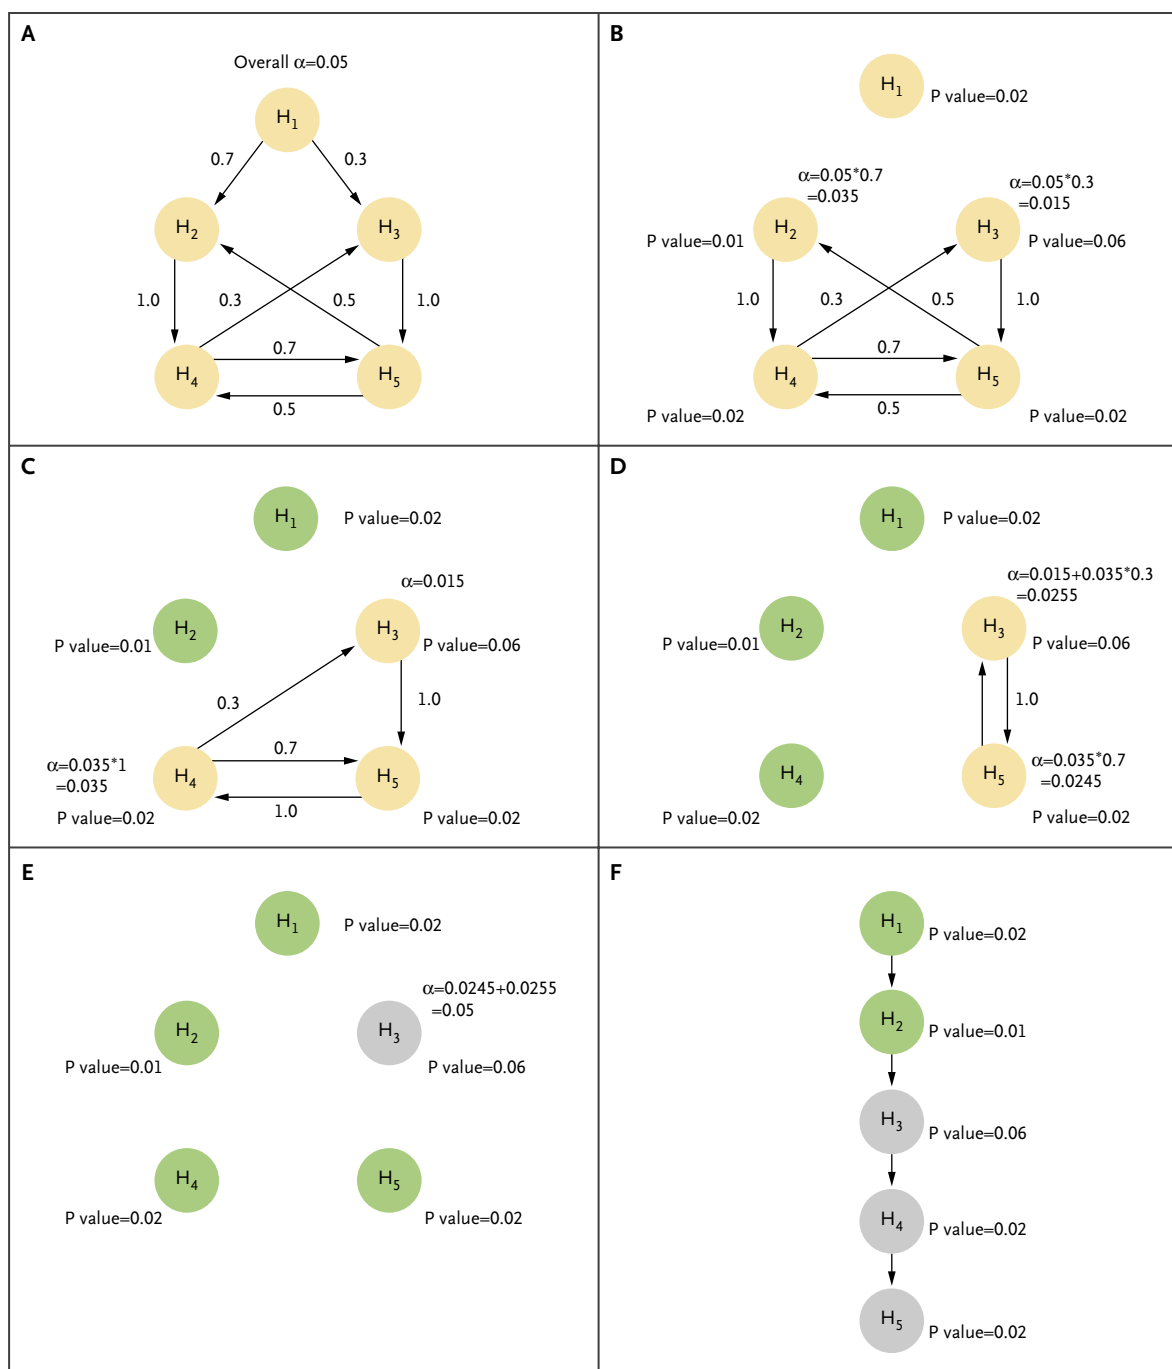 A
Overall α=0.05
H1
0.7
0.3
H2
H3
1.0
0.3
0.5
1.0
H4
0.7
H5
0.5
B
H1
P value=0.02
α=0.05*0.7
=0.035
α=0.05*0.3
=0.015
H2
H3
P value=0.01
P value=0.06
1.0
0.3
0.5
1.0
0.7
H4
H5
0.5
P value=0.02
P value=0.02
C
H1
P value=0.02
α=0.015
H2
H3
P value=0.01
P value=0.06
0.3
1.0
0.7
α=0.035*1
=0.035
H4
H5
1.0
P value=0.02
P value=0.02
D
H1
P value=0.02
α=0.015+0.035*0.3
=0.0255
H2
H3
P value=0.01
P value=0.06
1.0
H4
H5
α=0.035*0.7
=0.0245
P value=0.02
P value=0.02
E
H1
P value=0.02
α=0.0245+0.0255
=0.05
H2
H3
P value=0.01
P value=0.06
H4
H5
P value=0.02
P value=0.02
F
H1
P value=0.02
H2
P value=0.01
H3
P value=0.06
H4
P value=0.02
H5
P value=0.02